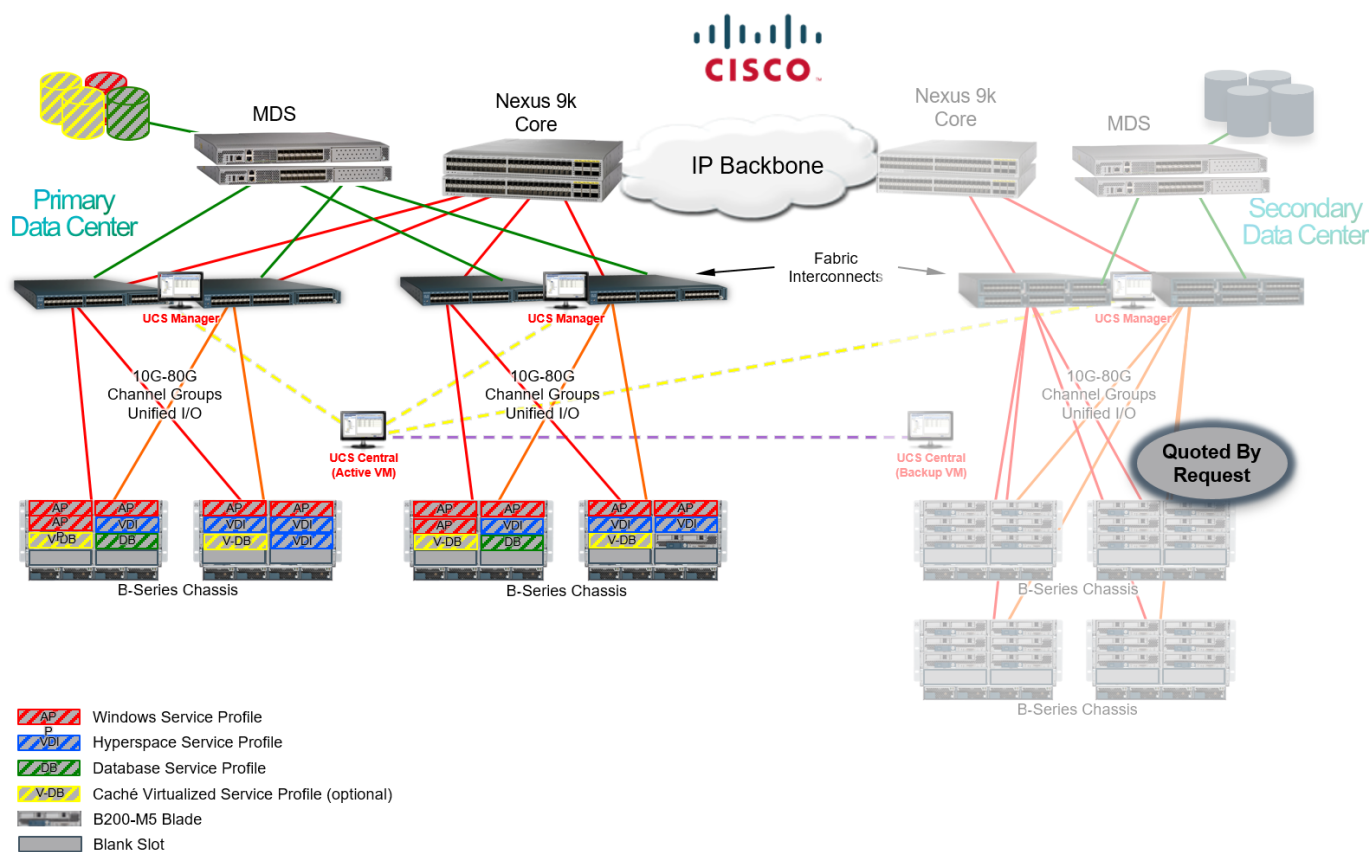 CISCO
MDS
Nexus 9k
Core
IP Backbone
Nexus 9k
Core
MDS
Primary
Data Center
Secondary
Data Center
Fabric
Interconnects
UCS Manager
UCS Manager
UCS Manager
10G-80G
Channel Groups
Unified I/O
10G-80G
Channel Groups
Unified I/O
10G-80G
Channel Groups
Unified I/O
UCS Central
(Active VM)
UCS Central
(Backup VM)
Quoted By
Request
AP AP
AP VDI
P
V-DB DB
AP AP
VDI VDI
V-DB VDI
AP AP
AP VDI
V-DB DB
AP AP
VDI VDI
V-DB
B-Series Chassis
B-Series Chassis
B-Series Chassis
B-Series Chassis
AP Windows Service Profile
P
VDI Hyperspace Service Profile
DB Database Service Profile
V-DB Caché Virtualized Service Profile (optional)
B200-M5 Blade
Blank Slot